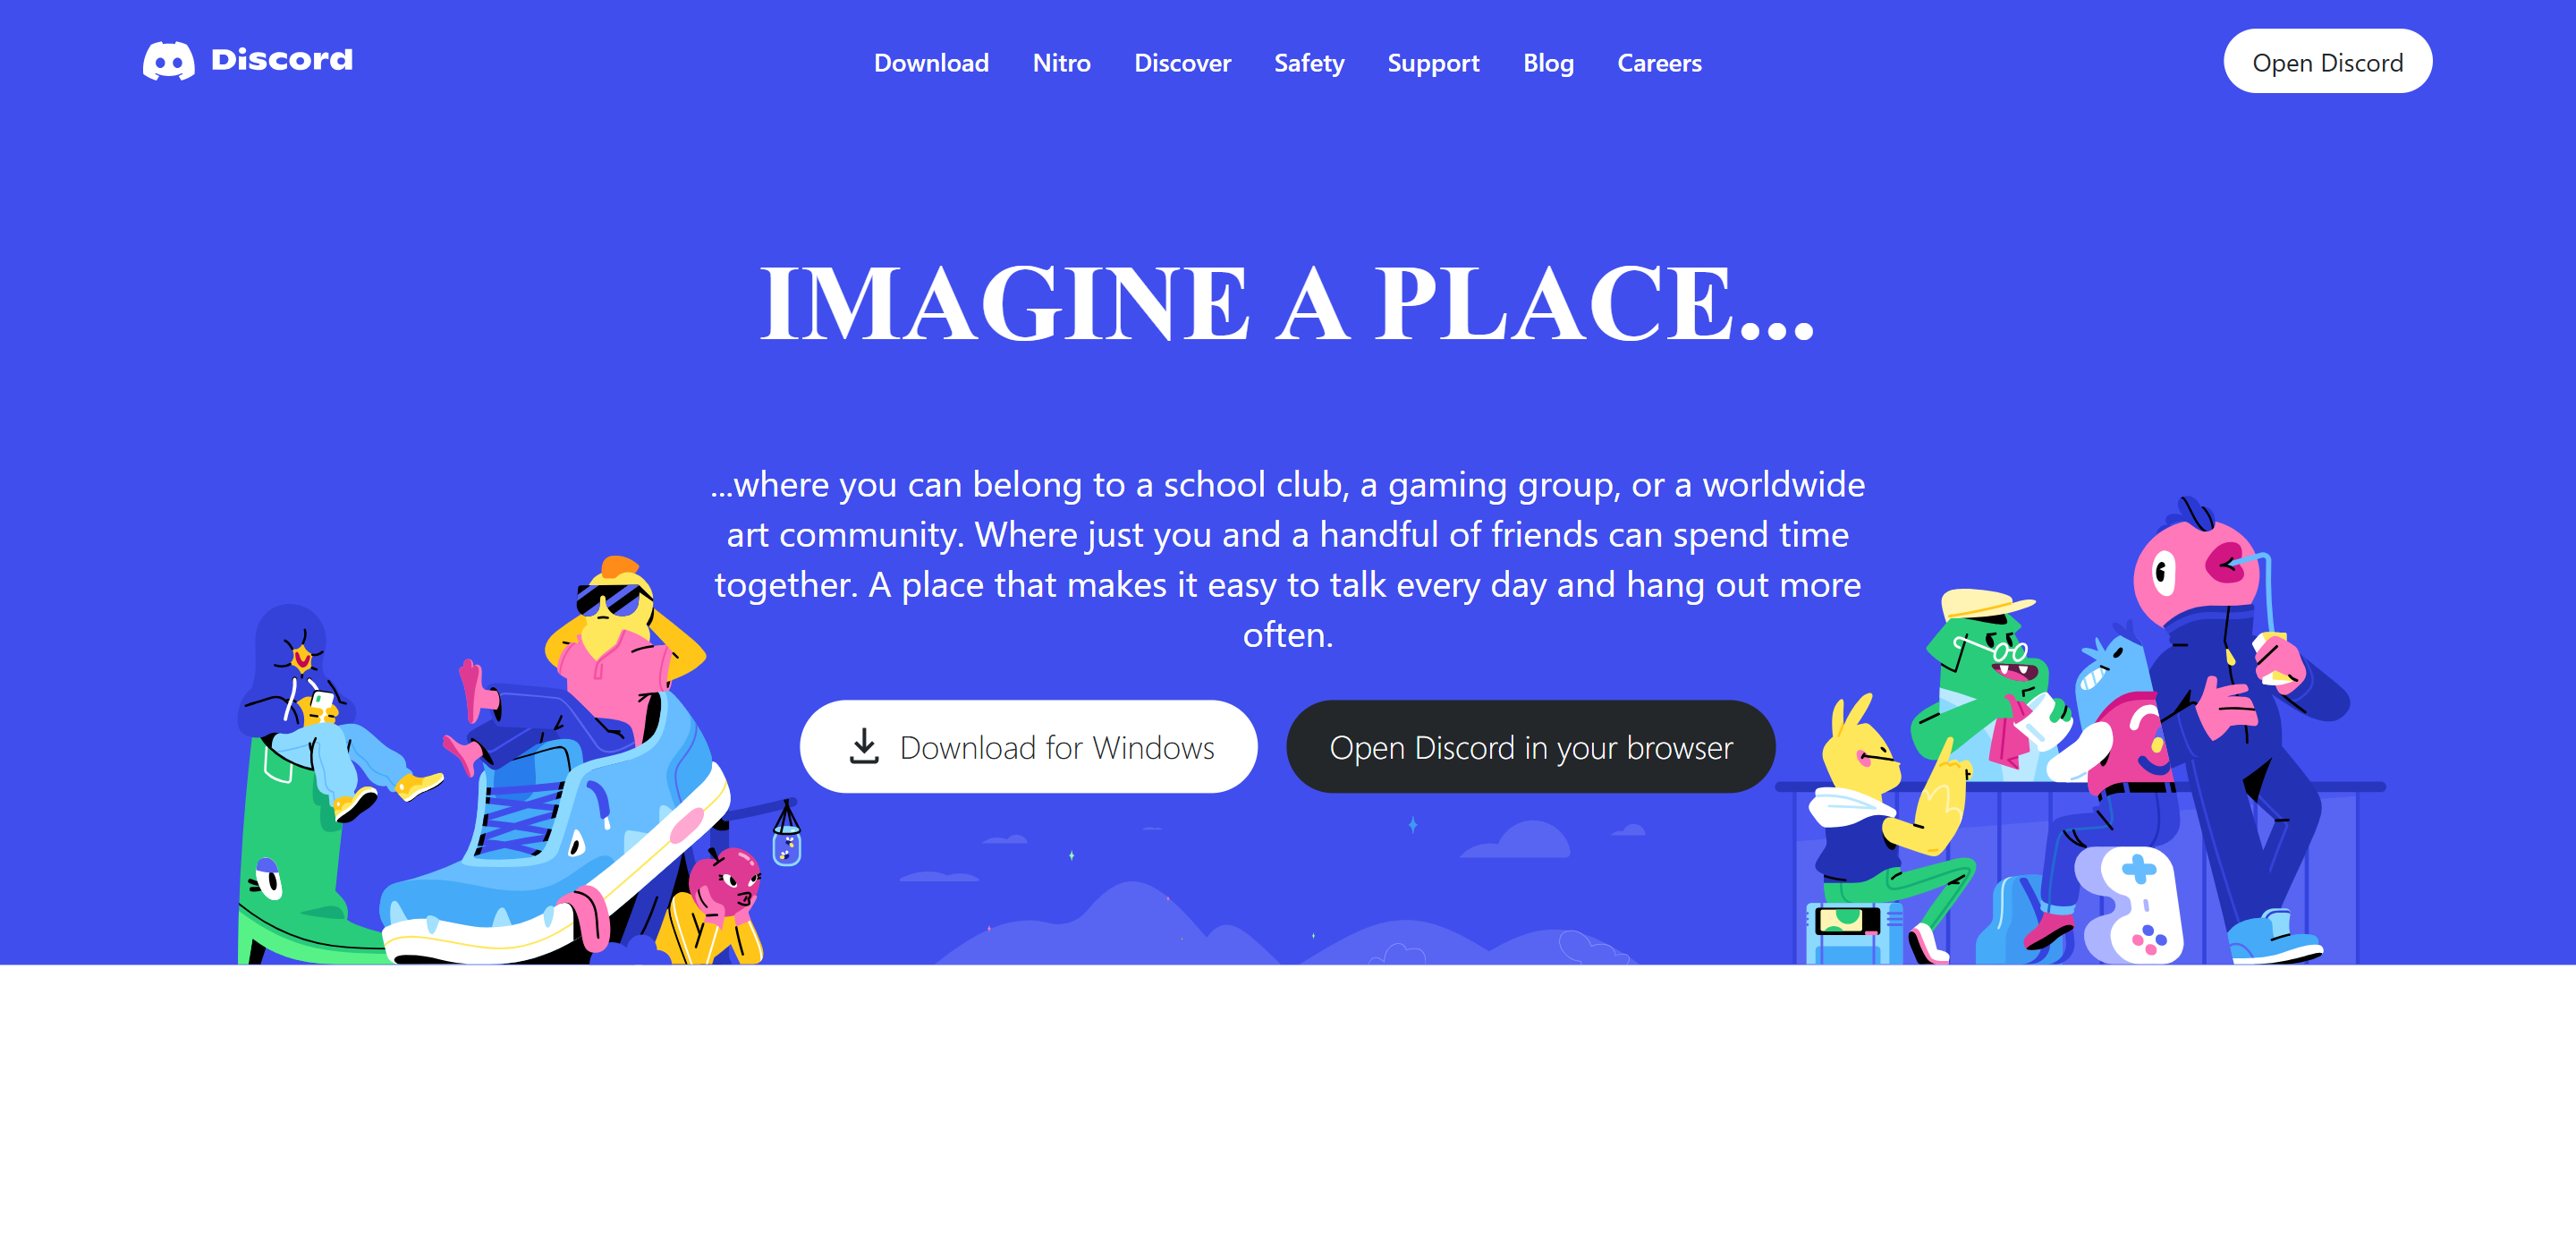 Discord
Download Nitro Discover Safety Support Blog Careers
Open Discord
IMAGINE A PLACE...
...where you can belong to a school club, a gaming group, or a worldwide
art community. Where just you and a handful of friends can spend time
together. A place that makes it easy to talk every day and hang out more
often.
Download for Windows
Open Discord in your browser